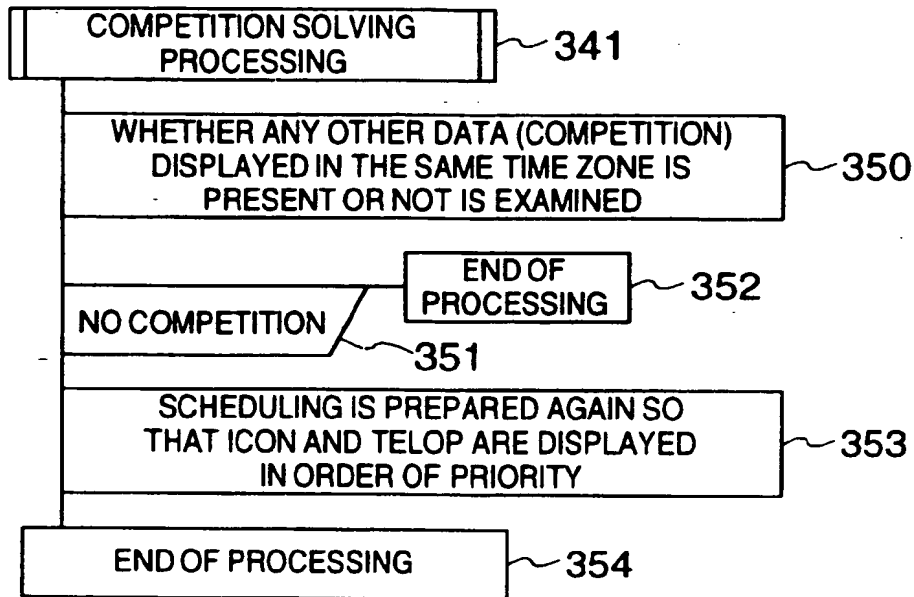 COMPETITION SOLVING
PROCESSING
341
WHETHER ANY OTHER DATA (COMPETITION)
DISPLAYED IN THE SAME TIME ZONE IS
PRESENT OR NOT IS EXAMINED
350
END OF
PROCESSING
352
NO COMPETITION
351
SCHEDULING IS PREPARED AGAIN SO
THAT ICON AND TELOP ARE DISPLAYED
IN ORDER OF PRIORITY
353
END OF PROCESSING
354